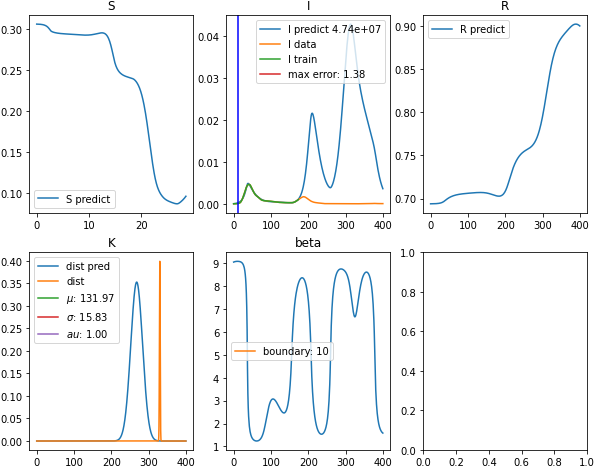 S
0.30
0.25
0.20
0.15
0.10
S predict
0 10 20
I
0.04
0.03
0.02
0.01
0.00
I predict 4.74e+07
I data
I train
max error: 1.38
0 100 200 300 400
R
0.90
0.85
0.80
0.75
0.70
R predict
0 100 200 300 400
K
0.40
0.35
0.30
0.25
0.20
0.15
0.10
0.05
0.00
dist pred
dist
μ: 131.97
σ: 15.83
au: 1.00
0 100 200 300 400
beta
9
8
7
6
5
4
3
2
1
boundary: 10
0 100 200 300 400
1.0
0.8
0.6
0.4
0.2
0.0
0.0 0.2 0.4 0.6 0.8 1.0